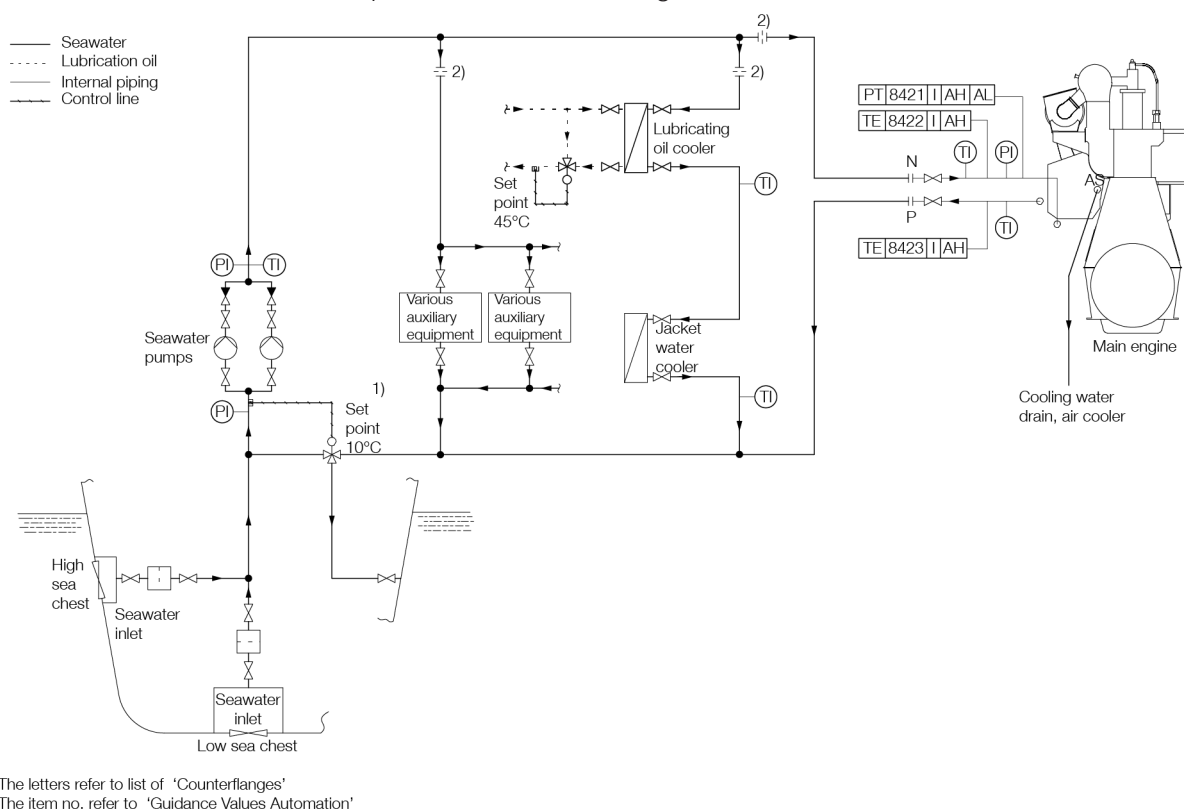 Seawater
Lubrication oil
Internal piping
Control line
2)
2)
2)
PT 8421 I AH AL
TE 8422 I AH
TI
PI
N
P
TI
TE 8423 I AH
AS
Main engine
Cooling water
drain, air cooler
Lubricating
oil cooler
Set
point
45°C
TI
PI
TI
Various
auxiliary
equipment
Various
auxiliary
equipment
Jacket
water
cooler
Seawater
pumps
TI
PI
1)
Set
point
10°C
High
sea
chest
Seawater
inlet
Seawater
inlet
Low sea chest
The letters refer to list of 'Counterflanges'
The item no. refer to 'Guidance Values Automation'